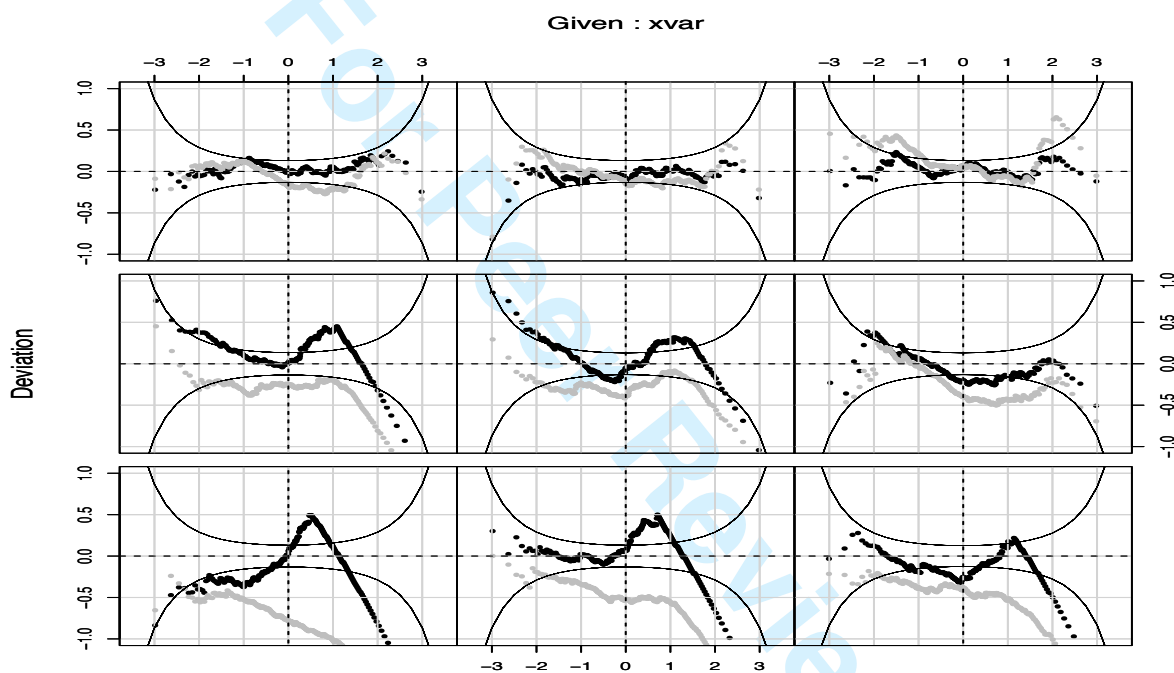 Given : xvar
−3 −2 −1 0 1 2 3 −3 −2 −1 0 1 2 3
−1.0 −0.5 0.0 0.5 1.0
−1.0 −0.5 0.0 0.5 1.0
−1.0 −0.5 0.0 0.5 1.0
−3 −2 −1 0 1 2 3
Deviation
For Peer Revie